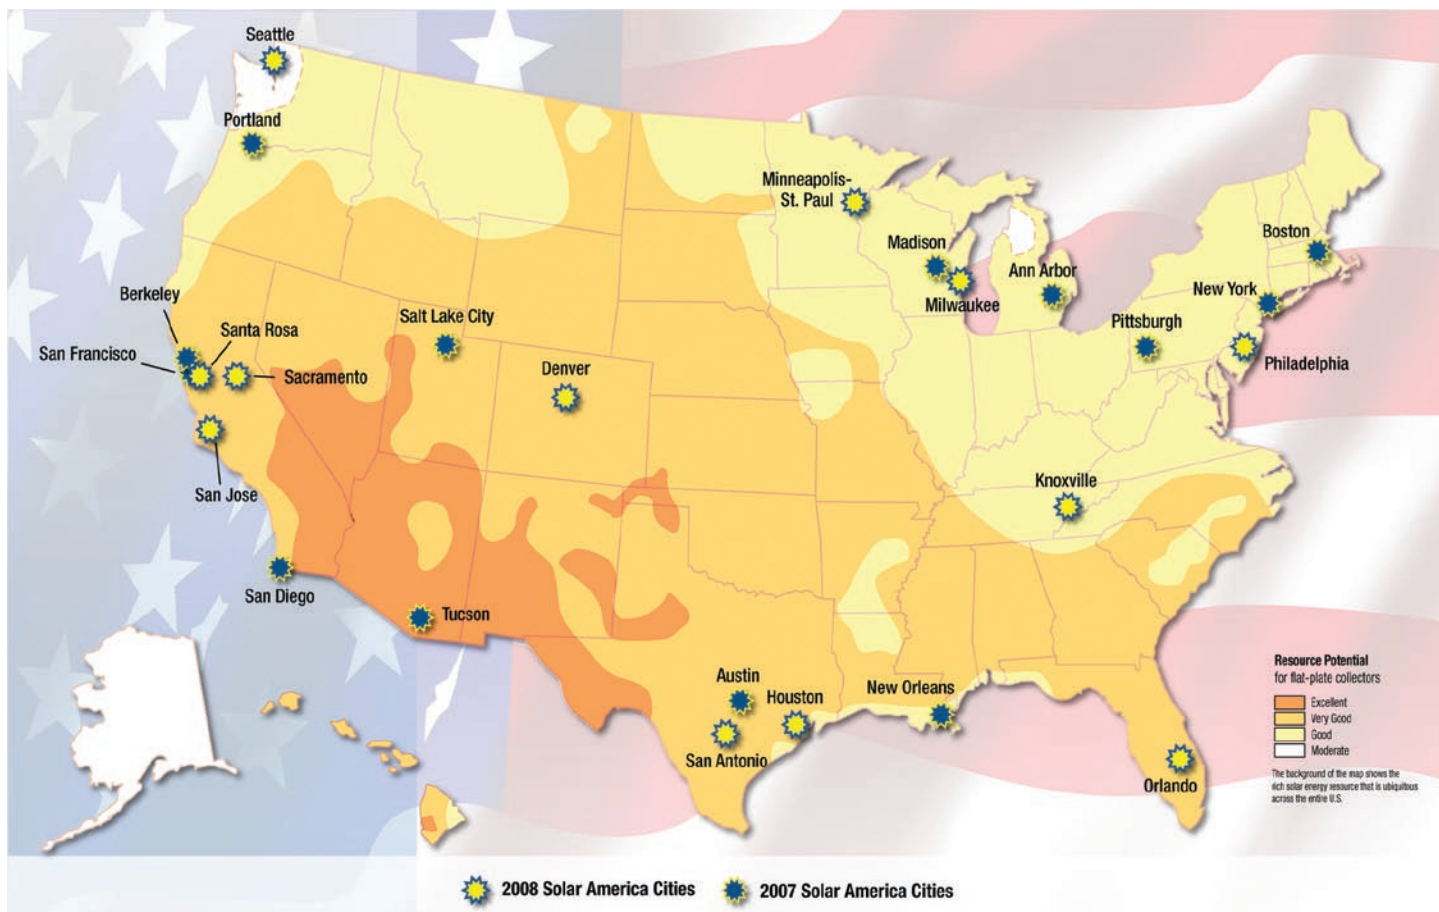 Seattle
Portland
Minneapolis-
St. Paul
Madison
Milwaukee
Ann Arbor
Boston
New York
Pittsburgh
Philadelphia
Berkeley
Santa Rosa
San Francisco
Sacramento
Salt Lake City
Denver
San Jose
Knoxville
San Diego
Tucson
Austin
Houston
San Antonio
New Orleans
Orlando
Resource Potential
for flat-plate collectors
Excellent
Very Good
Good
Moderate
The background of the map shows the
rich solar energy resource that is ubiquitous
across the entire U.S.
2008 Solar America Cities
2007 Solar America Cities